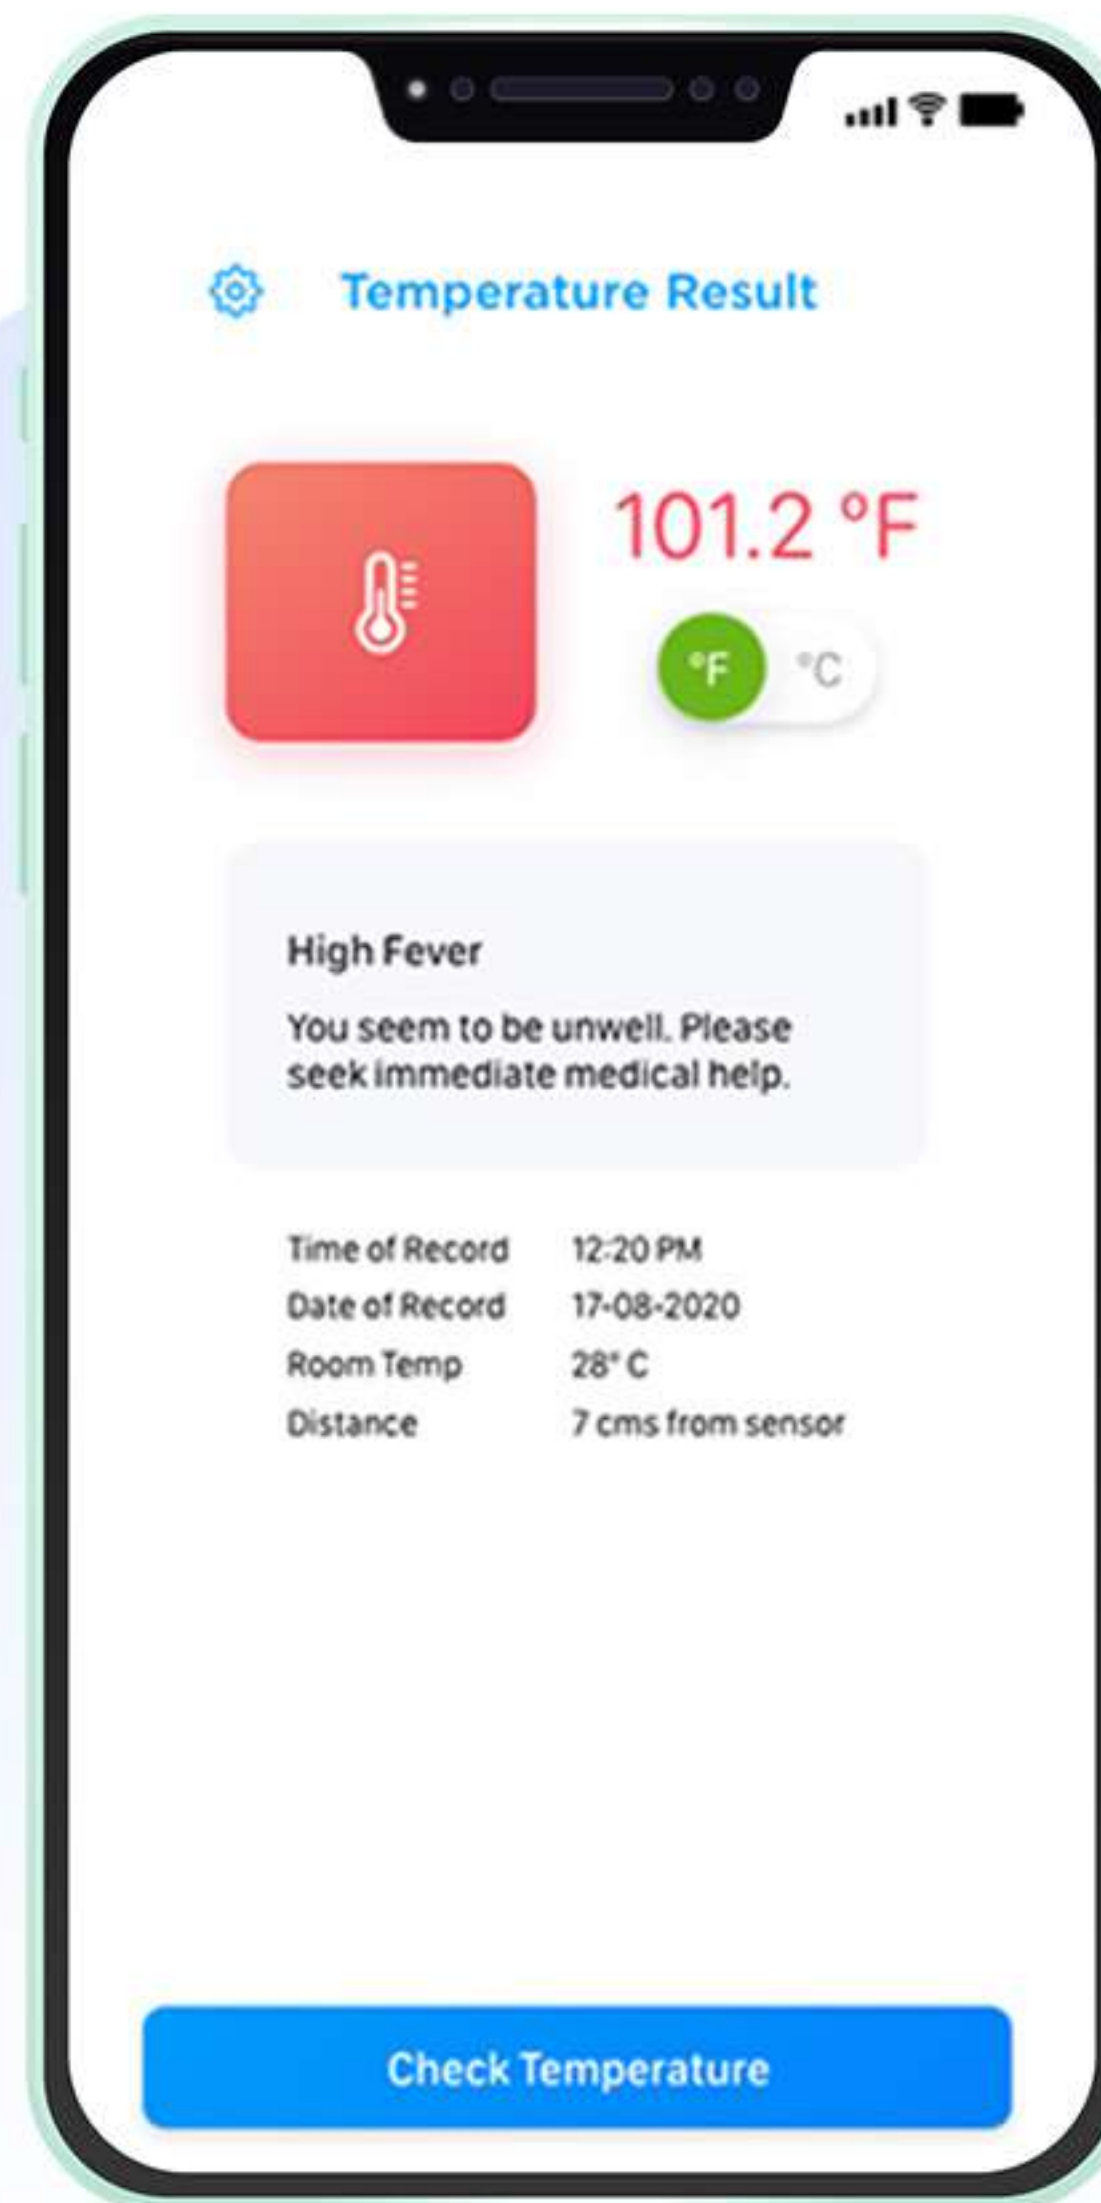 Temperature Result
101.2 °F
°F °C
High Fever
You seem to be unwell. Please
seek immediate medical help.
Time of Record 12:20 PM
Date of Record 17-08-2020
Room Temp 28° C
Distance 7 cms from sensor
Check Temperature